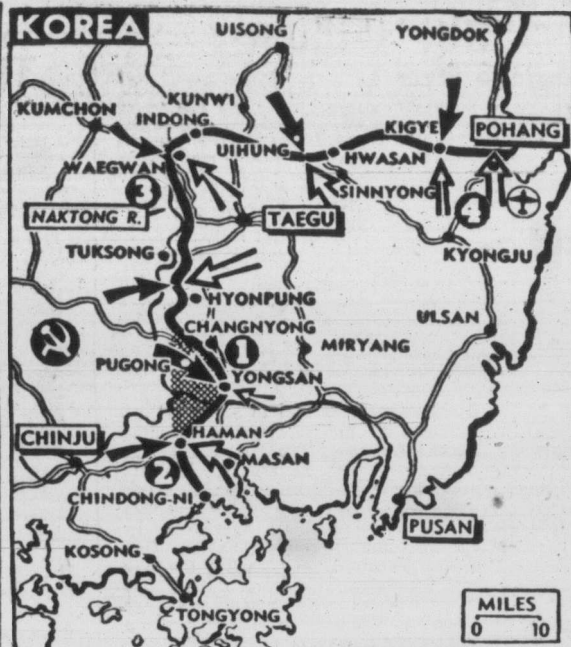 KOREA
UISONG
YONGDOK
KUMCHON
KUNWI
INDONG
KIGYE
POHANG
WAEGWAN
UIHUNG
HWASAN
3
SINNYONG
4
NAKTONG R.
TAEGU
KYONGJU
TUKSONG
HYONPUNG
CHANGNYONG
ULSAN
1
MIRYANG
PUGONG
YONGSAN
CHINJU
HAMAN
2
MASAN
CHINDONG-NI
PUSAN
KOSONG
TONGYONG
MILES
0 10